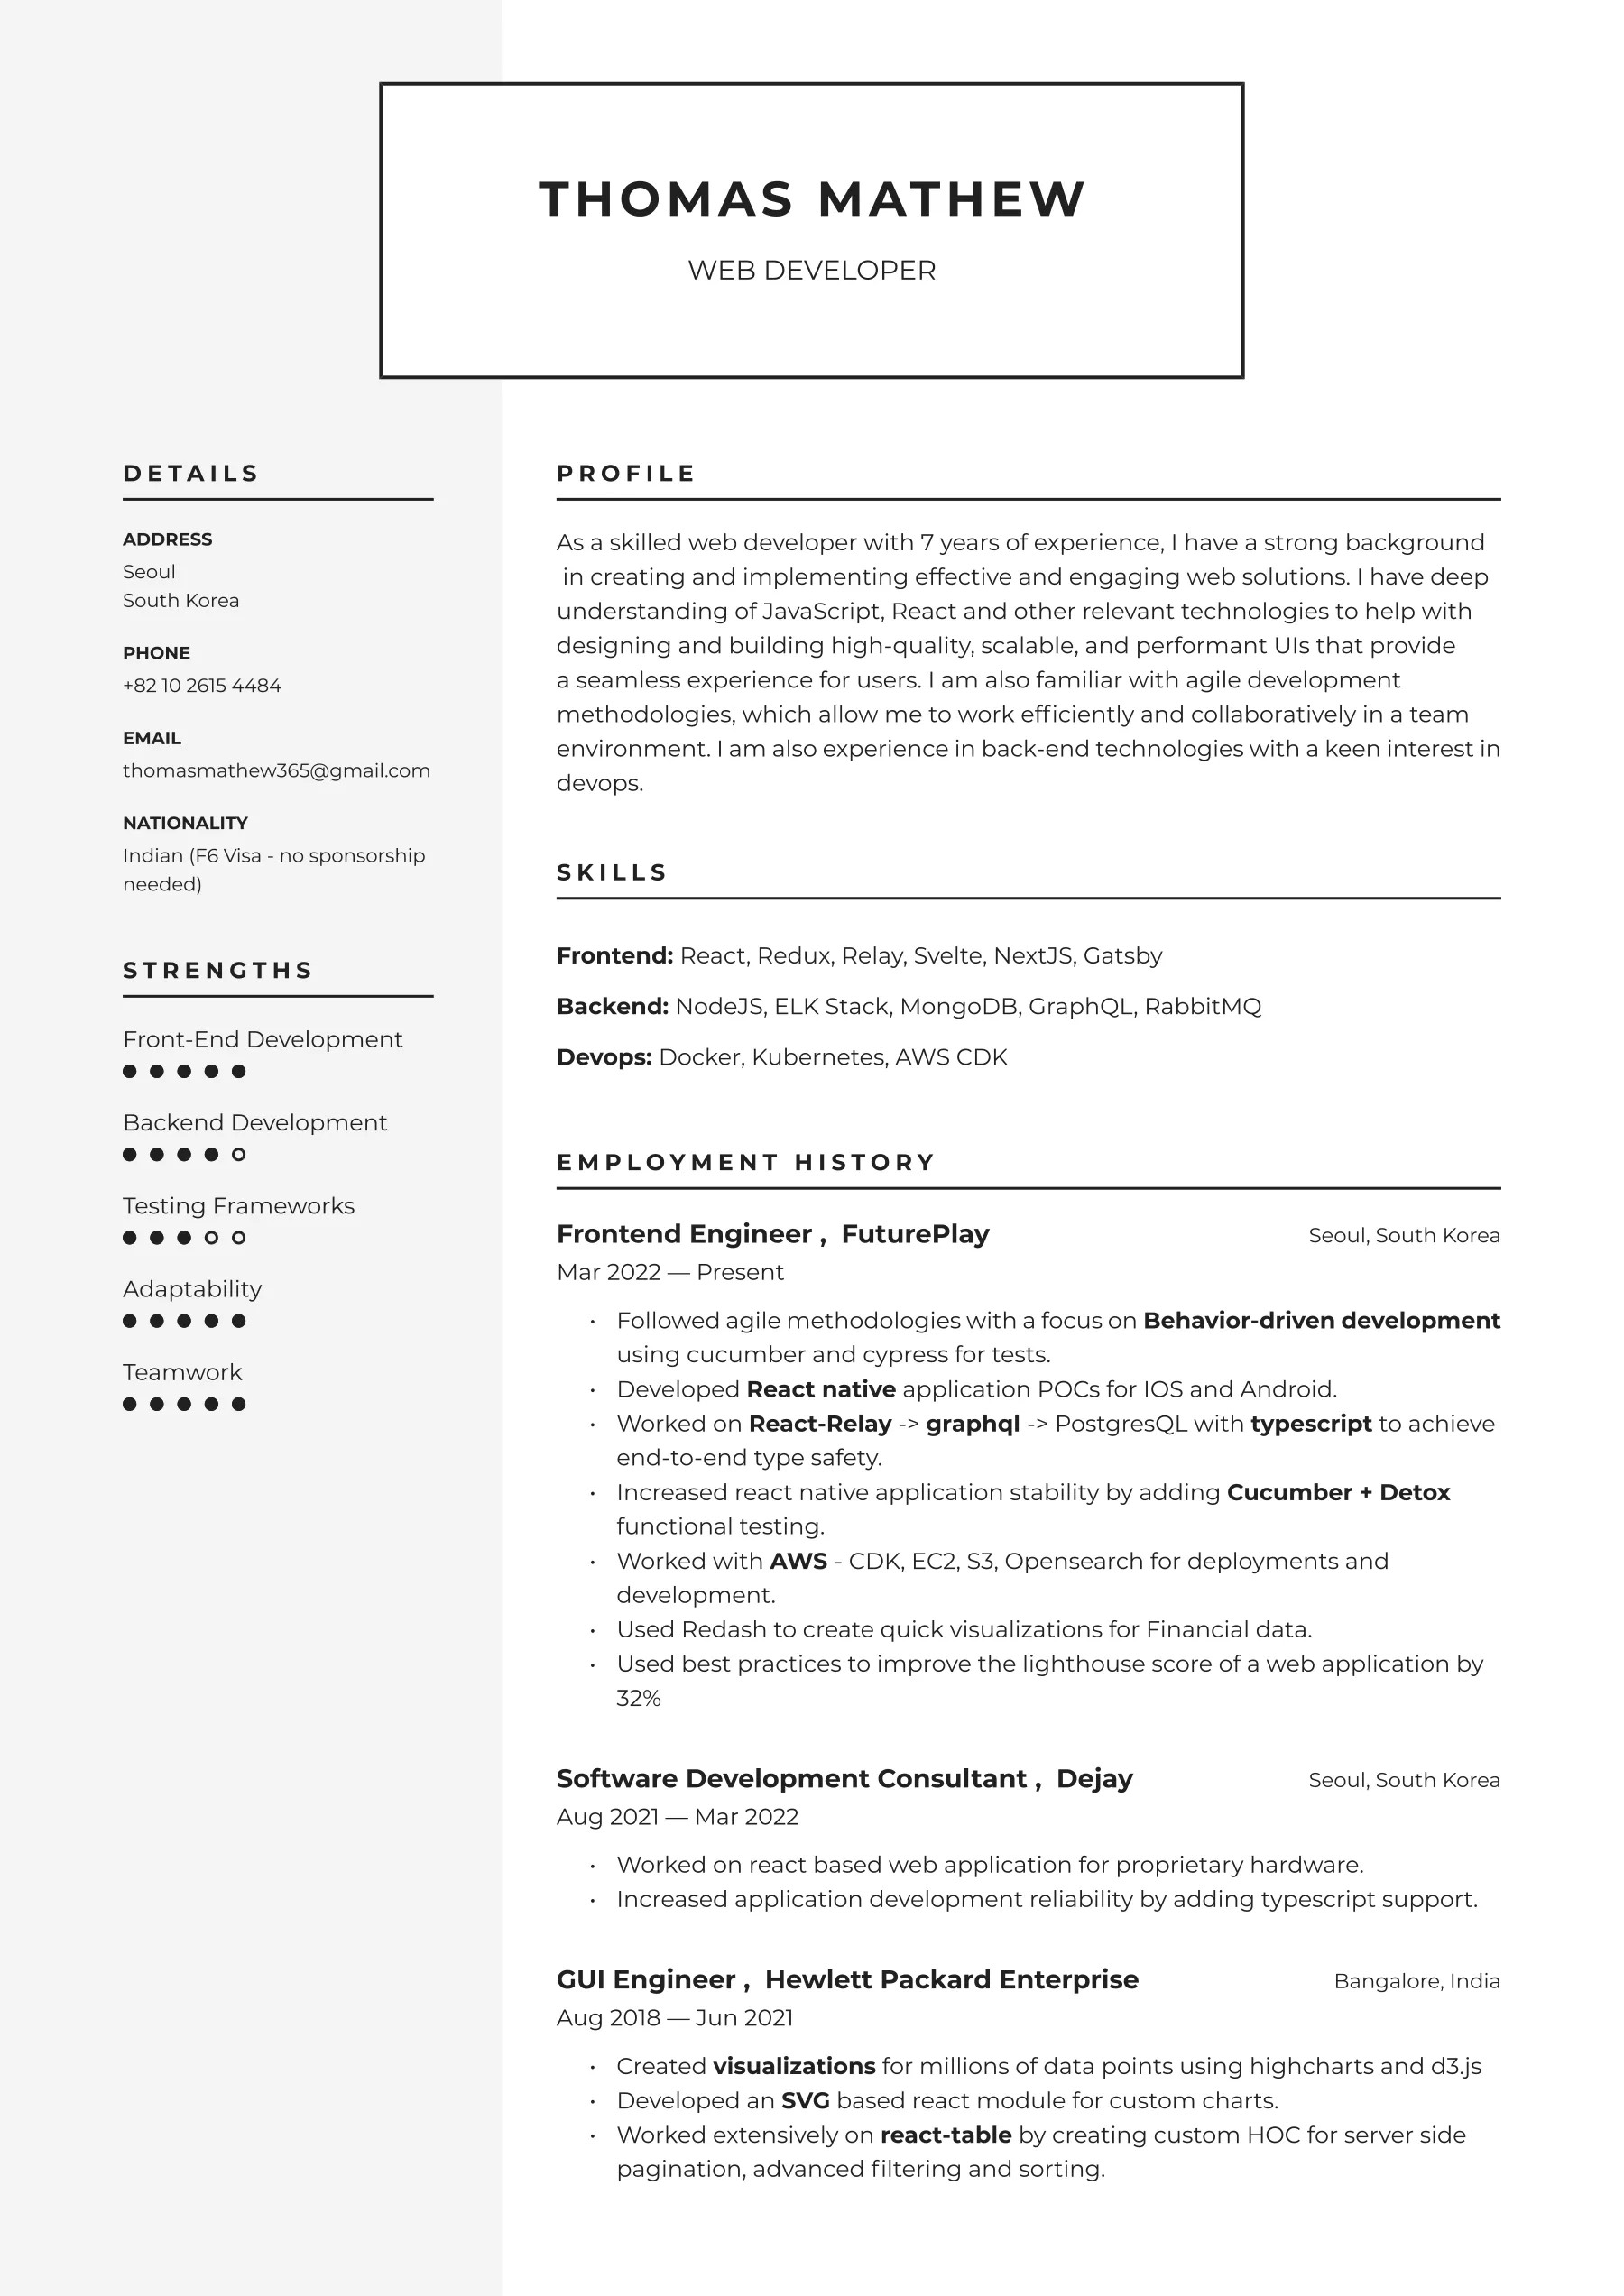 THOMAS MATHEW
WEB DEVELOPER
DETAILS
ADDRESS
Seoul
South Korea
PHONE
+82 10 2615 4484
EMAIL
thomasmathew365@gmail.com
NATIONALITY
Indian (F6 Visa - no sponsorship
needed)
STRENGTHS
Front-End Development
Backend Development
Testing Frameworks
Adaptability
Teamwork
PROFILE
As a skilled web developer with 7 years of experience, I have a strong background
in creating and implementing effective and engaging web solutions. I have deep
understanding of JavaScript, React and other relevant technologies to help with
designing and building high-quality, scalable, and performant UIs that provide
a seamless experience for users. I am also familiar with agile development
methodologies, which allow me to work efficiently and collaboratively in a team
environment. I am also experience in back-end technologies with a keen interest in
devops.
SKILLS
Frontend: React, Redux, Relay, Svelte, NextJS, Gatsby
Backend: NodeJS, ELK Stack, MongoDB, GraphQL, RabbitMQ
Devops: Docker, Kubernetes, AWS CDK
EMPLOYMENT HISTORY
Frontend Engineer , FuturePlay Seoul, South Korea
Mar 2022 — Present
• Followed agile methodologies with a focus on Behavior-driven development
using cucumber and cypress for tests.
• Developed React native application POCs for IOS and Android.
• Worked on React-Relay -> graphql -> PostgresQL with typescript to achieve
end-to-end type safety.
• Increased react native application stability by adding Cucumber + Detox
functional testing.
• Worked with AWS - CDK, EC2, S3, Opensearch for deployments and
development.
• Used Redash to create quick visualizations for Financial data.
• Used best practices to improve the lighthouse score of a web application by
32%
Software Development Consultant , Dejay Seoul, South Korea
Aug 2021 — Mar 2022
• Worked on react based web application for proprietary hardware.
• Increased application development reliability by adding typescript support.
GUI Engineer , Hewlett Packard Enterprise Bangalore, India
Aug 2018 — Jun 2021
• Created visualizations for millions of data points using highcharts and d3.js
• Developed an SVG based react module for custom charts.
• Worked extensively on react-table by creating custom HOC for server side
pagination, advanced filtering and sorting.